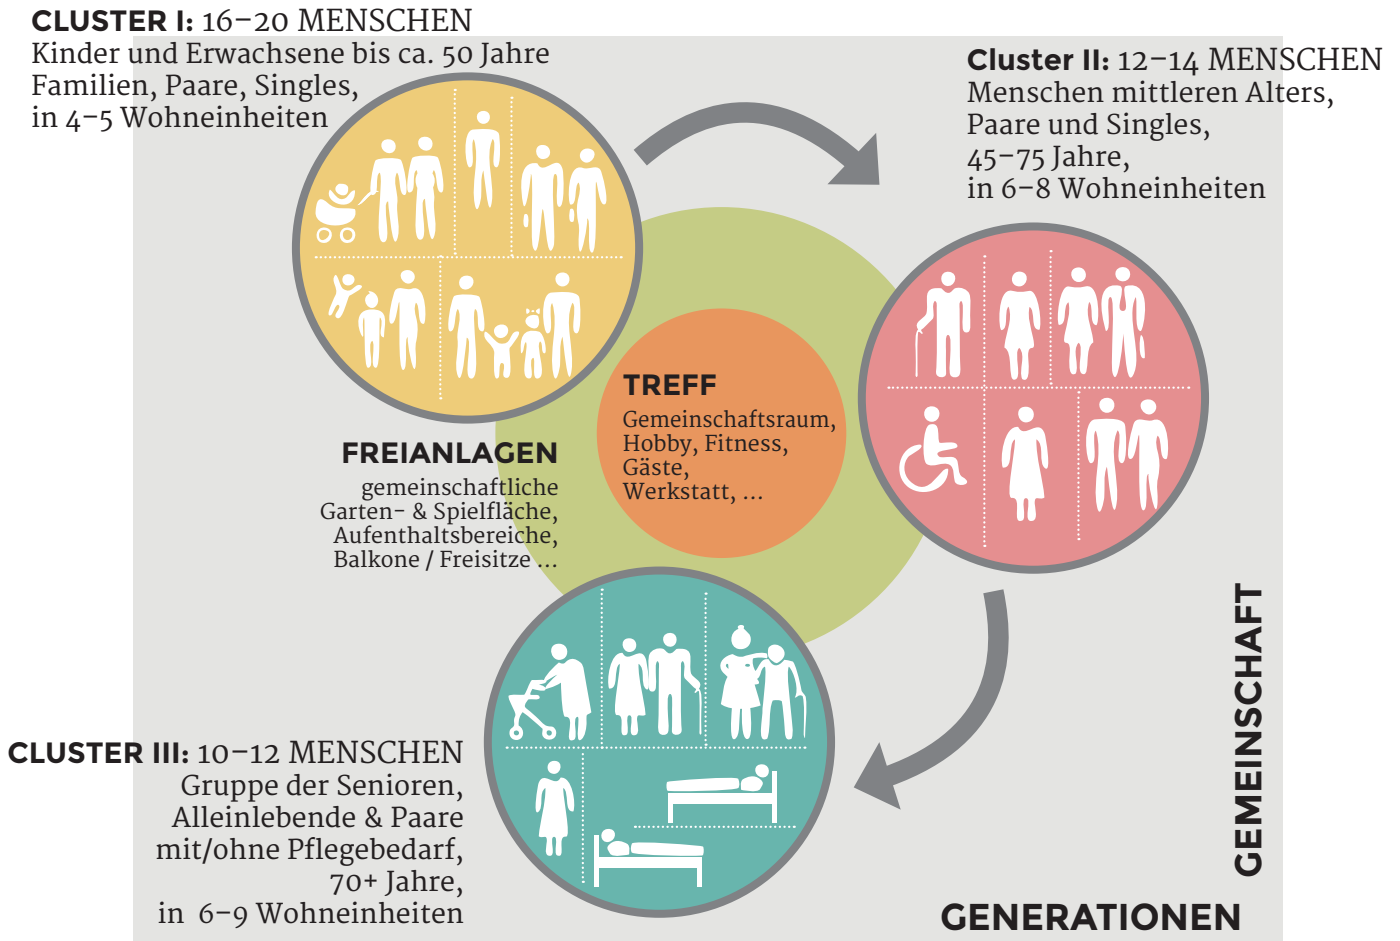 CLUSTER I: 16–20 MENSCHEN
Kinder und Erwachsene bis ca. 50 Jahre
Familien, Paare, Singles,
in 4–5 Wohneinheiten
Cluster II: 12–14 MENSCHEN
Menschen mittleren Alters,
Paare und Singles,
45–75 Jahre,
in 6–8 Wohneinheiten
TREFF
Gemeinschaftsraum,
Hobby, Fitness,
Gäste,
Werkstatt, ...
FREIANLAGEN
gemeinschaftliche
Garten- & Spielfläche,
Aufenthaltsbereiche,
Balkone / Freisitze ...
CLUSTER III: 10–12 MENSCHEN
Gruppe der Senioren,
Alleinlebende & Paare
mit/ohne Pflegebedarf,
70+ Jahre,
in 6–9 Wohneinheiten
GEMEINSCHAFT
GENERATIONEN